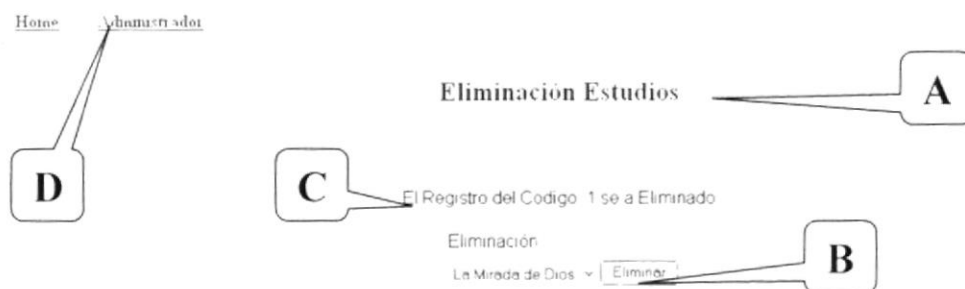 Home Administrador
Eliminación Estudios
A
D
C
El Registro del Codigo 1 se a Eliminado
Eliminación
La Mirada de Dios Eliminar
B